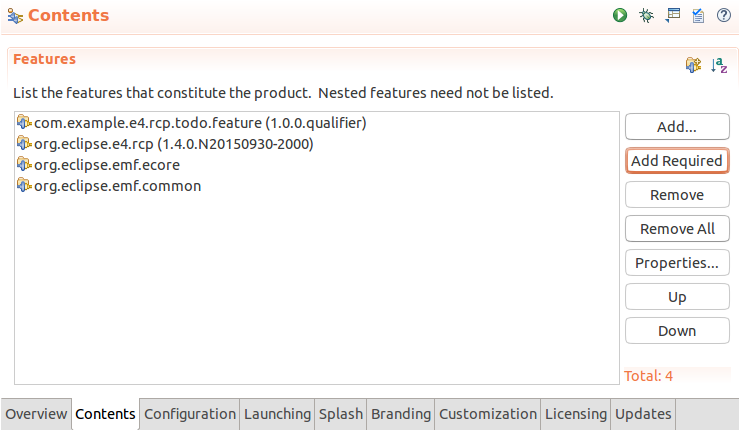 Contents
Features
List the features that constitute the product.  Nested features need not be listed.
com.example.e4.rcp.todo.feature (1.0.0.qualifier)
org.eclipse.e4.rcp (1.4.0.N20150930-2000)
org.eclipse.emf.ecore
org.eclipse.emf.common
Add...
Add Required
Remove
Remove All
Properties...
Up
Down
Total: 4
Overview Contents Configuration Launching Splash Branding Customization Licensing Updates